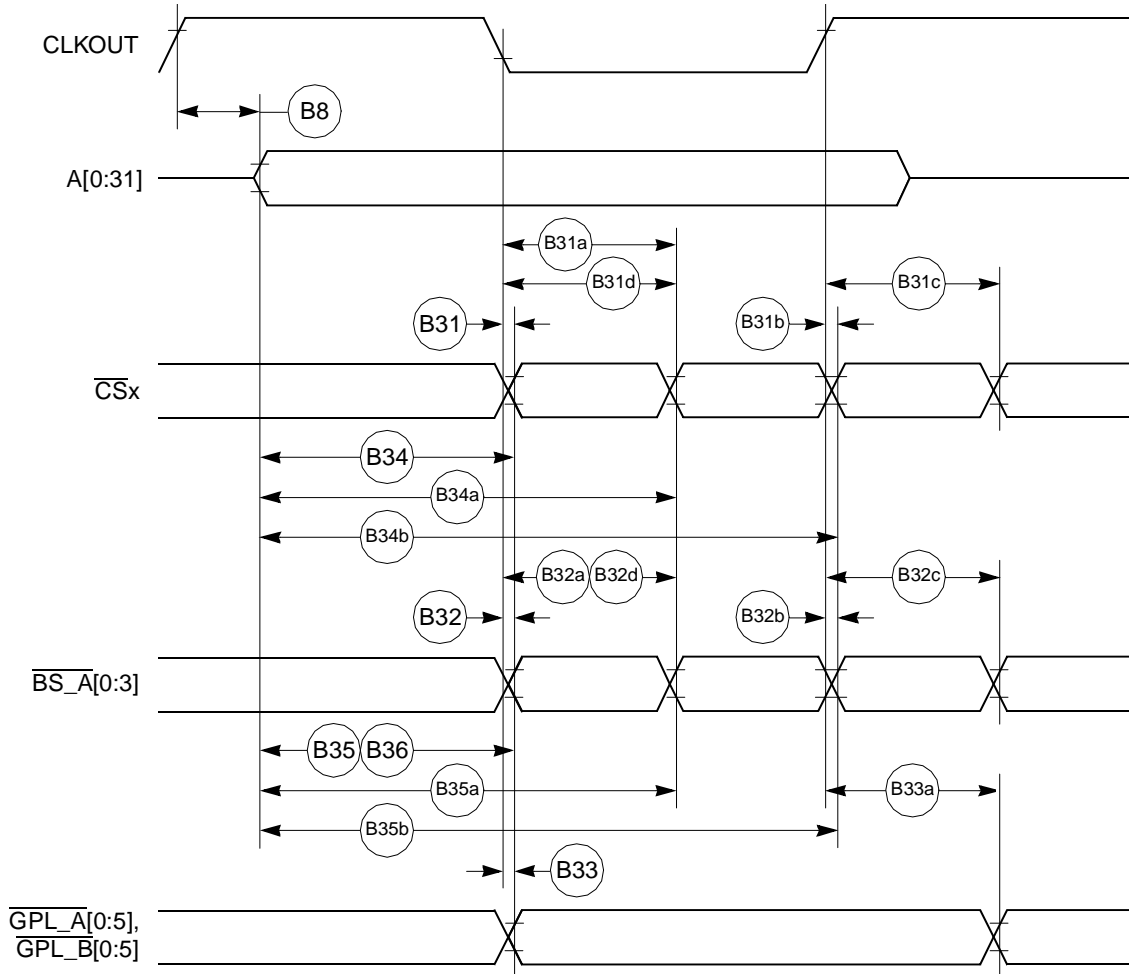 CLKOUT
B8
A[0:31]
B31a
B31d
B31c
B31
B31b
CSx
B34
B34a
B34b
B32a B32d
B32c
B32
B32b
BS_A[0:3]
B35 B36
B35a
B33a
B35b
B33
GPL_A[0:5],
GPL_B[0:5]